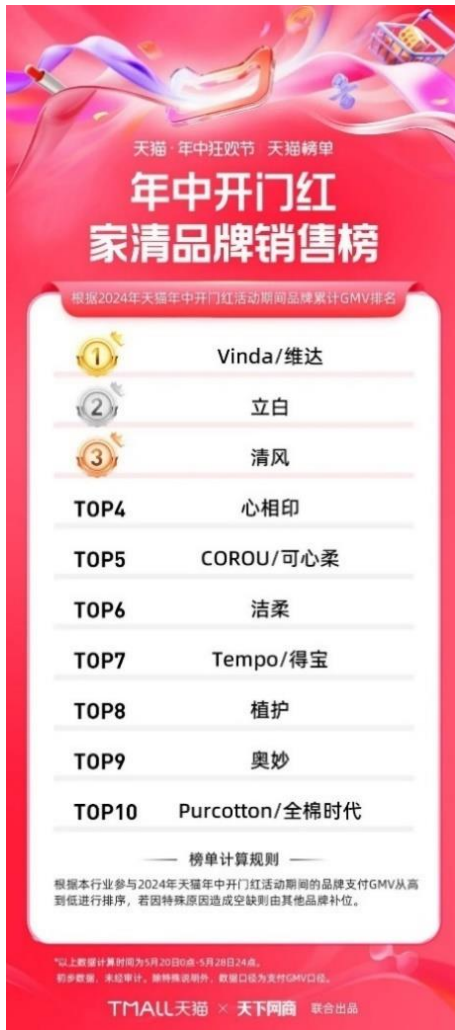 天猫·年中狂欢节 天猫榜单
年中开门红
家清品牌销售榜
根据2024年天猫年中开门红活动期间品牌累计GMV排名
1 Vinda/维达
2 立白
3 清风
TOP4 心相印
TOP5 COROU/可心柔
TOP6 洁柔
TOP7 Tempo/得宝
TOP8 植护
TOP9 奥妙
TOP10 Purcotton/全棉时代
榜单计算规则
根据本行业参与2024年天猫年中开门红活动期间的品牌支付GMV从高
到低进行排序，若因特殊原因造成空缺则由其他品牌补位。
*以上数据计算时间为5月20日0点-5月28日24点。
初步数据，未经审计。除特殊说明外，数据口径为支付GMV口径。
TMALL天猫 × 天下网商 联合出品